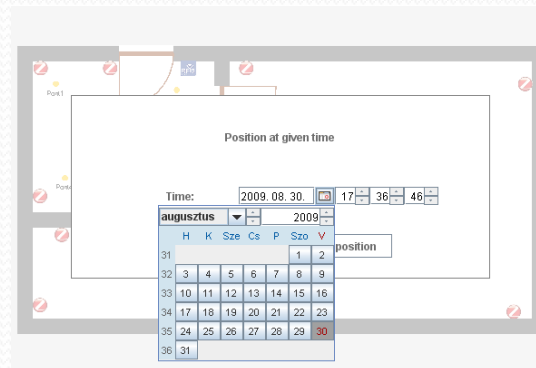 Pont1
Position at given time
Time: 2009. 08. 30. 17 36 46
augusztus 2009
H K Sze Cs P Szo V
position
31 1 2
32 3 4 5 6 7 8 9
33 10 11 12 13 14 15 16
34 17 18 19 20 21 22 23
35 24 25 26 27 28 29 30
36 31